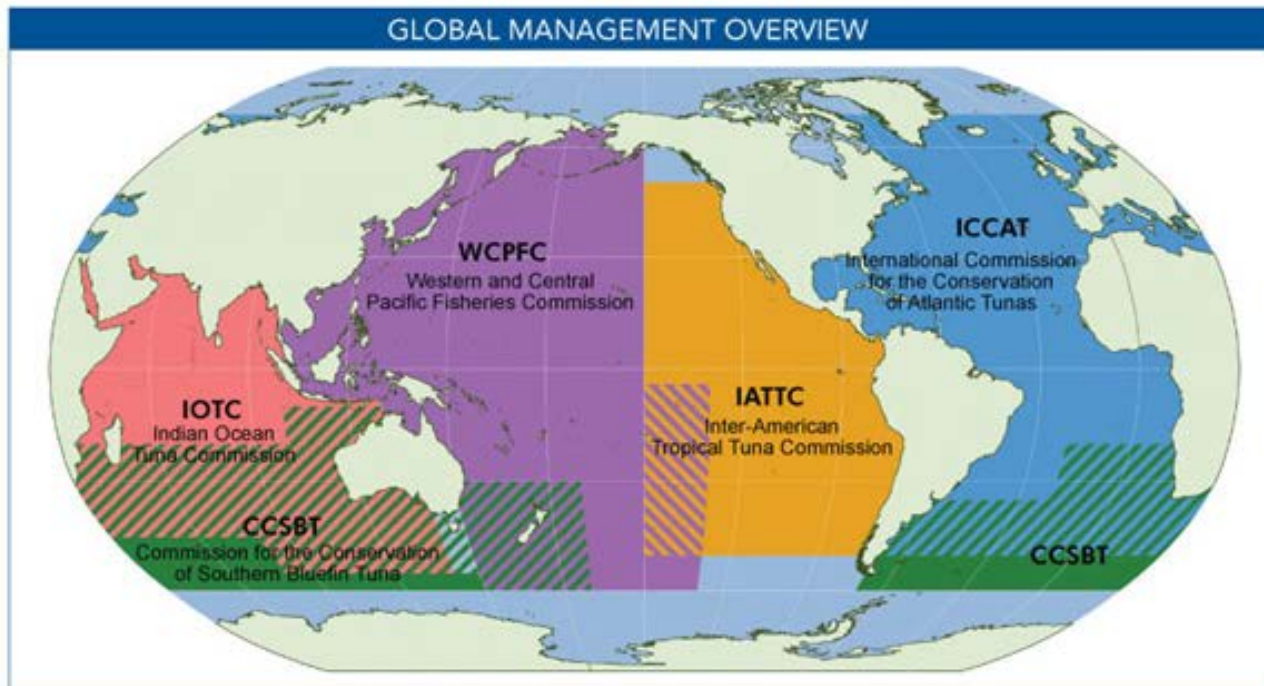 GLOBAL MANAGEMENT OVERVIEW
WCPFC
Western and Central
Pacific Fisheries Commission
ICCAT
International Commission
for the Conservation
of Atlantic Tunas
IOTC
Indian Ocean
Tuna Commission
IATTC
Inter-American
Tropical Tuna Commission
CCSBT
Commission for the Conservation
of Southern Bluefin Tuna
CCSBT